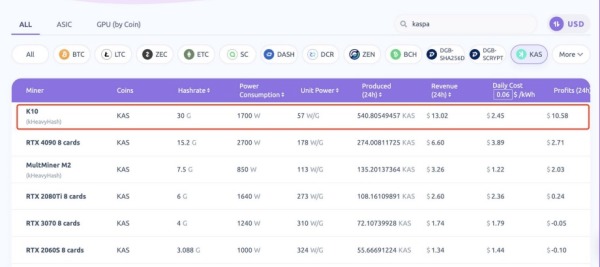 ALL ASIC GPU (by Coin) kaspa USD
All BTC LTC ZEC ETC SC DASH DCR ZEN BCH DGB-SHA256D DGB-SCRYPT KAS More
Miner Coins Hashrate Power Consumption Unit Power Produced (24h) Revenue (24h) Daily Cost 0.06 $ /kWh Profits (24h
K10 (kHeavyHash) KAS 30 G 1700 W 57 W/G 540.80549457 KAS $ 13.02 $ 2.45 $ 10.58
RTX 4090 8 cards KAS 15.2 G 2700 W 178 W/G 274.00811725 KAS $ 6.60 $ 3.89 $ 2.71
MultMiner M2 (kHeavyHash) KAS 7.5 G 850 W 113 W/G 135.20137364 KAS $ 3.26 $ 1.22 $ 2.03
RTX 2080Ti 8 cards KAS 6 G 1640 W 273 W/G 108.16109891 KAS $ 2.60 $ 2.36 $ 0.24
RTX 3070 8 cards KAS 4 G 1240 W 310 W/G 72.10739928 KAS $ 1.74 $ 1.79 $ -0.05
RTX 2060S 8 cards KAS 3.088 G 1000 W 324 W/G 55.66691224 KAS $ 1.34 $ 1.44 $ -0.10